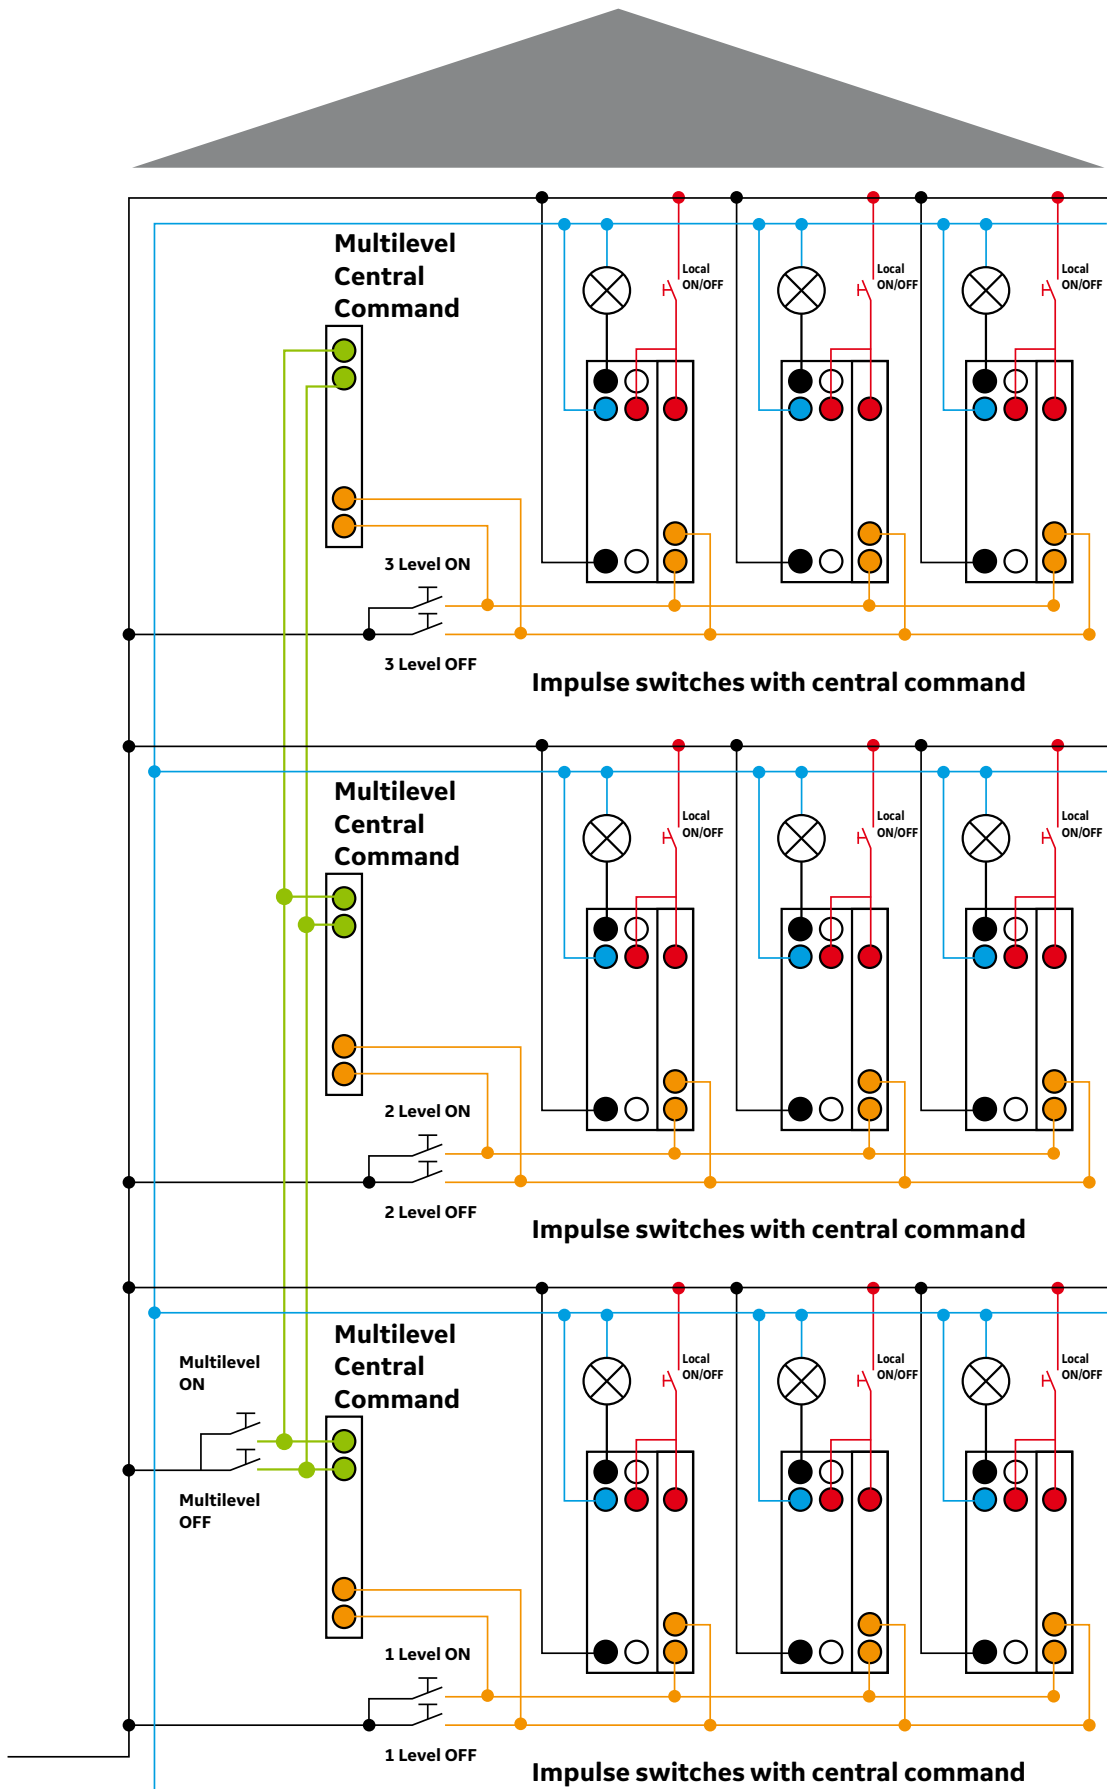 Multilevel
Central
Command
Local
ON/OFF
Local
ON/OFF
Local
ON/OFF
3 Level ON
3 Level OFF
Impulse switches with central command
Multilevel
Central
Command
Local
ON/OFF
Local
ON/OFF
Local
ON/OFF
2 Level ON
2 Level OFF
Impulse switches with central command
Multilevel
Central
Command
Local
ON/OFF
Local
ON/OFF
Local
ON/OFF
Multilevel
ON
Multilevel
OFF
1 Level ON
1 Level OFF
Impulse switches with central command